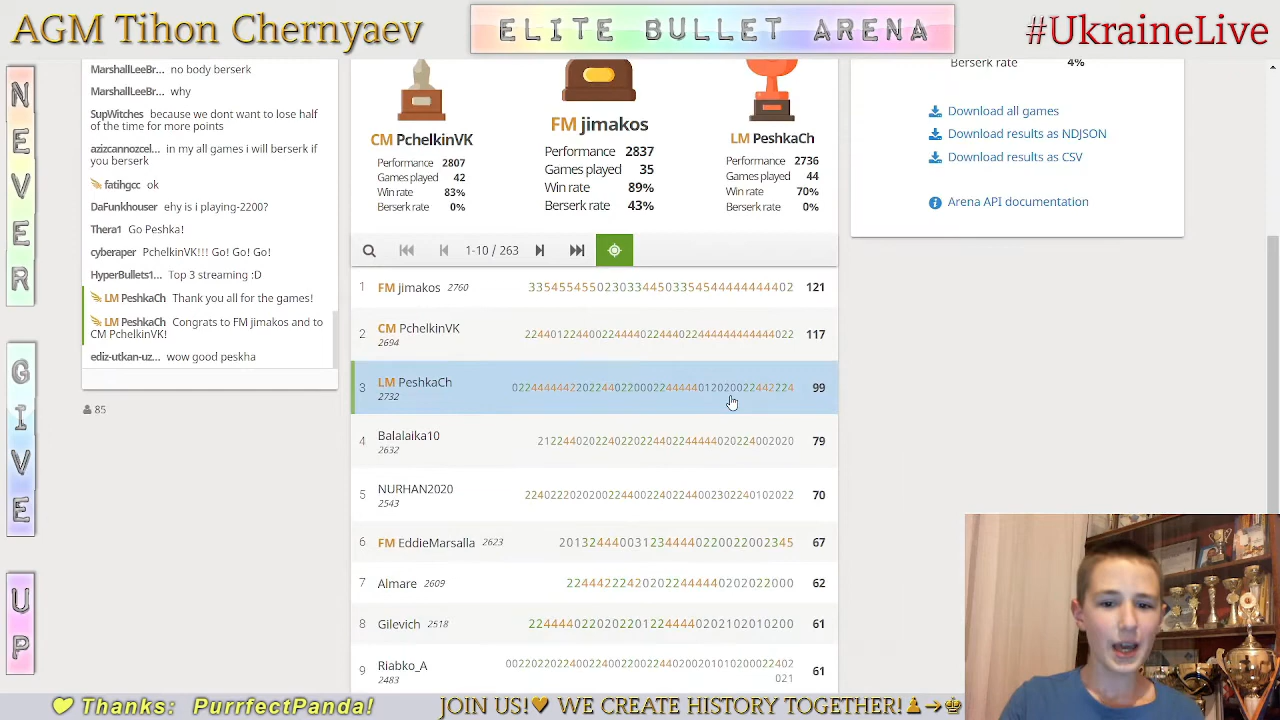 AGM Tihon Chernyaev
ELITE BULLET ARENA
#UkraineLive
NEVER
GIVE
UP
MarshallLeeBr... no body berserk
MarshallLeeBr... why
SupWitches because we dont want to lose half
of the time for more points
azizcannozcel... in my all games i will berserk if
you berserk
fatihgcc ok
DaFunkhouser ehy is i playing-2200?
Thera1 Go Peshka!
cyberaper PchelkinVK!!! Go! Go! Go!
HyperBullets1... Top 3 streaming :D
LM PeshkaCh Thank you all for the games!
LM PeshkaCh Congrats to FM jimakos and to
CM PchelkinVK!
ediz-utkan-uz... wow good peskha
85
CM PchelkinVK
Performance 2807
Games played 42
Win rate 83%
Berserk rate 0%
FM jimakos
Performance 2837
Games played 35
Win rate 89%
Berserk rate 43%
LM PeshkaCh
Performance 2736
Games played 44
Win rate 70%
Berserk rate 0%
1-10 / 263
1 FM jimakos 2760 33545545502303344503354544444444402 121
2 CM PchelkinVK 117
2694
3 LM PeshkaCh 99
2732
4 Balalaika10 79
2632
5 NURHAN2020 70
2543
6 FM EddieMarsalla 2623 2013244400312344440220022002345 67
7 Almare 2609 62
8 Gilevich 2518 61
9 Riabko_A 61
2483
021
Berserk rate 4%
Download all games
Download results as NDJSON
Download results as CSV
Arena API documentation
Thanks: PurrfectPanda!
JOIN US! WE CREATE HISTORY TOGETHER!